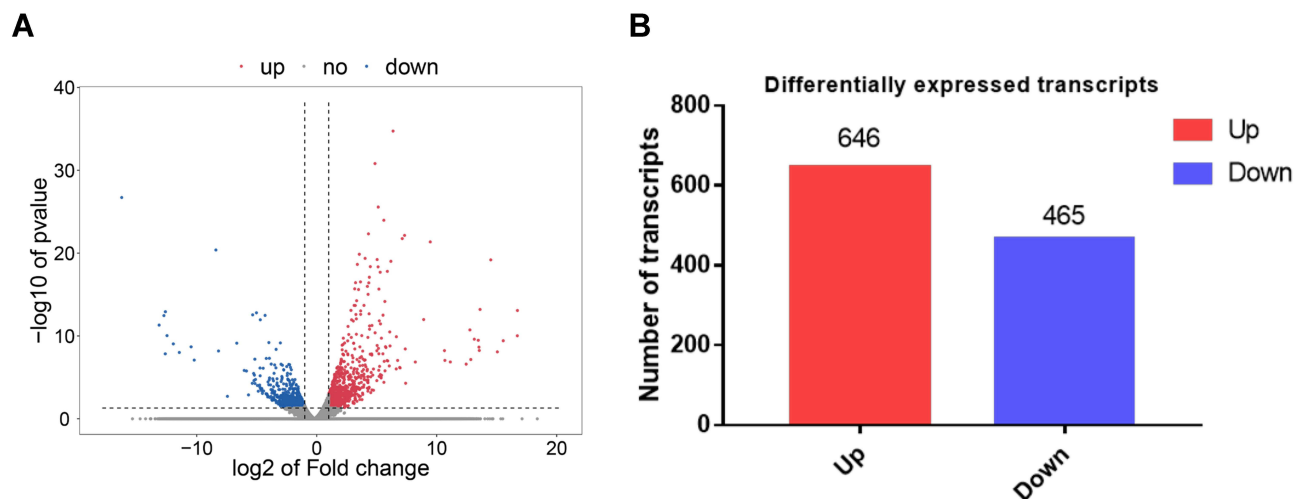 A
up no down
40
30
20
10
0
−10 0 10 20
−log10 of pvalue
log2 of Fold change
B
Differentially expressed transcripts
800
600
400
200
0
Number of transcripts
646
465
Up
Down
Up
Down